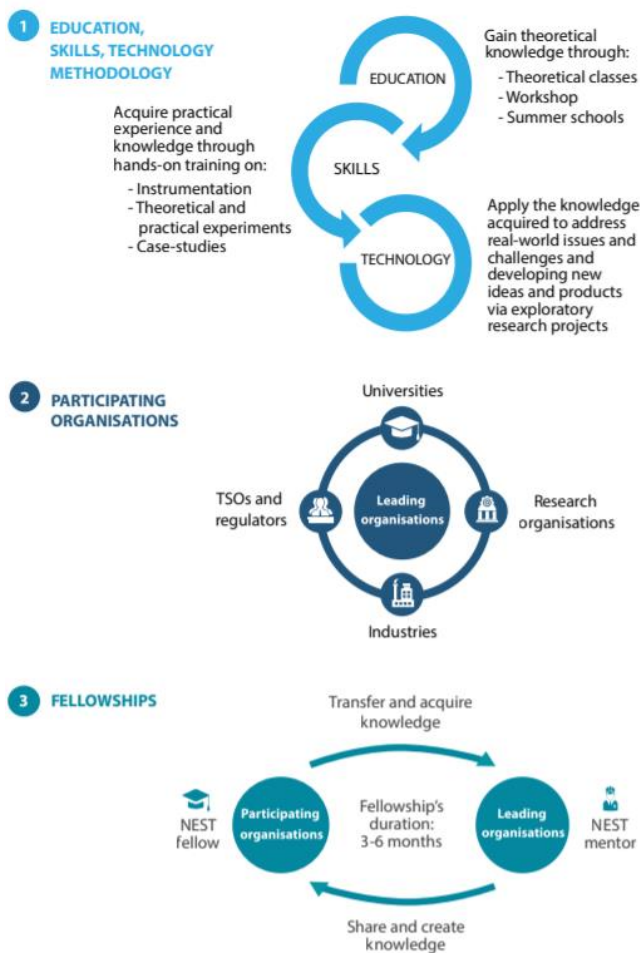 1 EDUCATION,
SKILLS, TECHNOLOGY
METHODOLOGY
EDUCATION
Gain theoretical
knowledge through:
- Theoretical classes
- Workshop
- Summer schools
Acquire practical
experience and
knowledge through
hands-on training on:
- Instrumentation
- Theoretical and
practical experiments
- Case-studies
SKILLS
TECHNOLOGY
Apply the knowledge
acquired to address
real-world issues and
challenges and
developing new
ideas and products
via exploratory
research projects
2 PARTICIPATING
ORGANISATIONS
Universities
TSOs and
regulators
Leading
organisations
Research
organisations
Industries
3 FELLOWSHIPS
Transfer and acquire
knowledge
NEST
fellow
Participating
organisations
Fellowship's
duration:
3-6 months
Leading
organisations
NEST
mentor
Share and create
knowledge